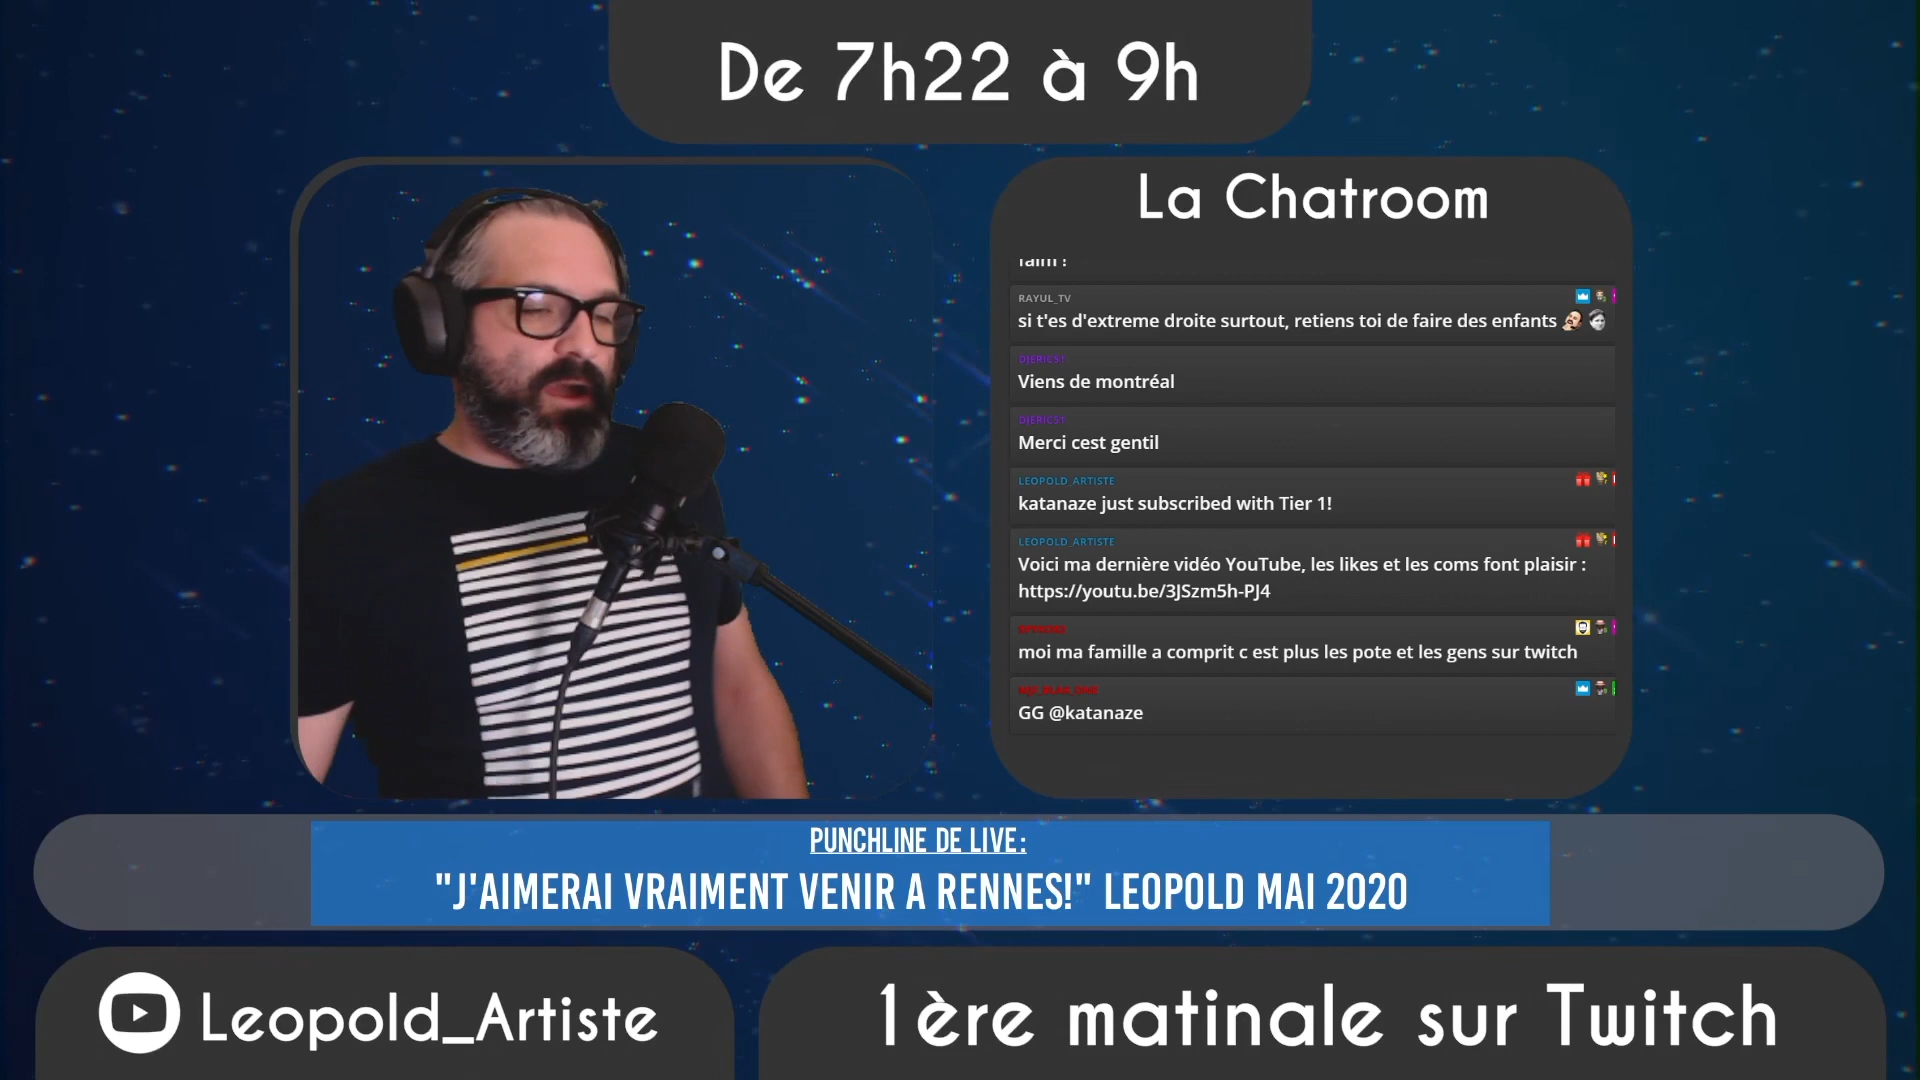 De 7h22 à 9h
La Chatroom
RAYUL_TV
si t'es d'extreme droite surtout, retiens toi de faire des enfants
Viens de montréal
Merci cest gentil
LEOPOLD_ARTISTE
katanaze just subscribed with Tier 1!
LEOPOLD_ARTISTE
Voici ma dernière vidéo YouTube, les likes et les coms font plaisir :
https://youtu.be/3JSzm5h-PJ4
moi ma famille a comprit c est plus les pote et les gens sur twitch
GG @katanaze
PUNCHLINE DE LIVE:
"J'AIMERAI VRAIMENT VENIR A RENNES!" LEOPOLD MAI 2020
Leopold_Artiste
1ère matinale sur Twitch